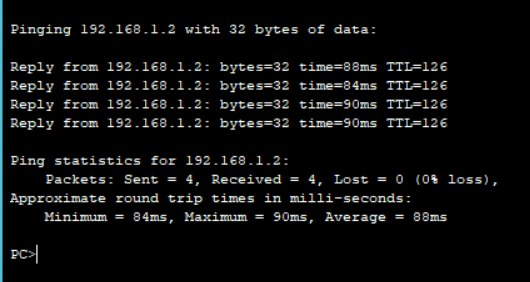 Pinging 192.168.1.2 with 32 bytes of data:
Reply from 192.168.1.2: bytes=32 time=88ms TTL=126
Reply from 192.168.1.2: bytes=32 time=84ms TTL=126
Reply from 192.168.1.2: bytes=32 time=90ms TTL=126
Reply from 192.168.1.2: bytes=32 time=90ms TTL=126
Ping statistics for 192.168.1.2:
Packets: Sent = 4, Received = 4, Lost = 0 (0% loss),
Approximate round trip times in milli-seconds:
Minimum = 84ms, Maximum = 90ms, Average = 88ms
PC>